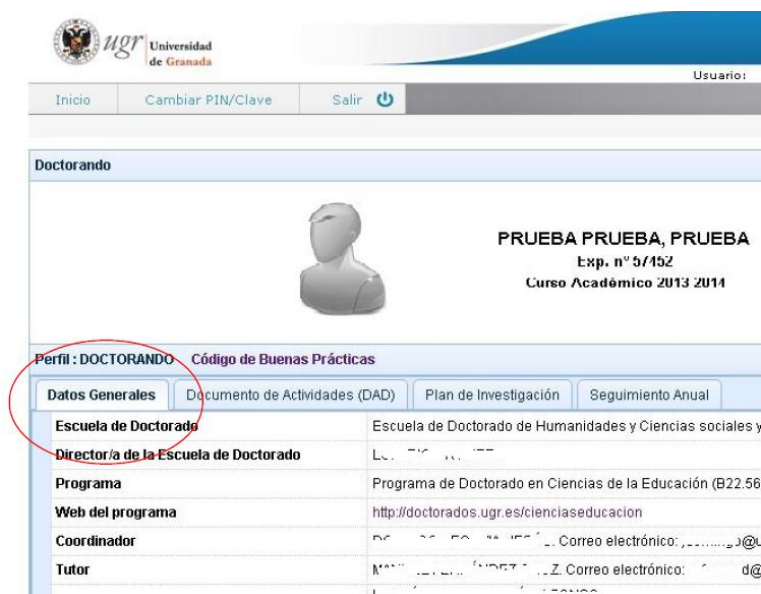 ugr Universidad de Granada
Usuario:
Inicio Cambiar PIN/Clave Salir
Doctorando
PRUEBA PRUEBA, PRUEBA
Exp. nº 57452
Curso Académico 2013 2014
Perfil : DOCTORANDO Código de Buenas Prácticas
Datos Generales Documento de Actividades (DAD) Plan de Investigación Seguimiento Anual
Escuela de Doctorado Escuela de Doctorado de Humanidades y Ciencias sociales y
Director/a de la Escuela de Doctorado
Programa Programa de Doctorado en Ciencias de la Educación (B22.56
Web del programa http://doctorados.ugr.es/cienciaseducacion
Coordinador Correo electrónico:
Tutor Correo electrónico: